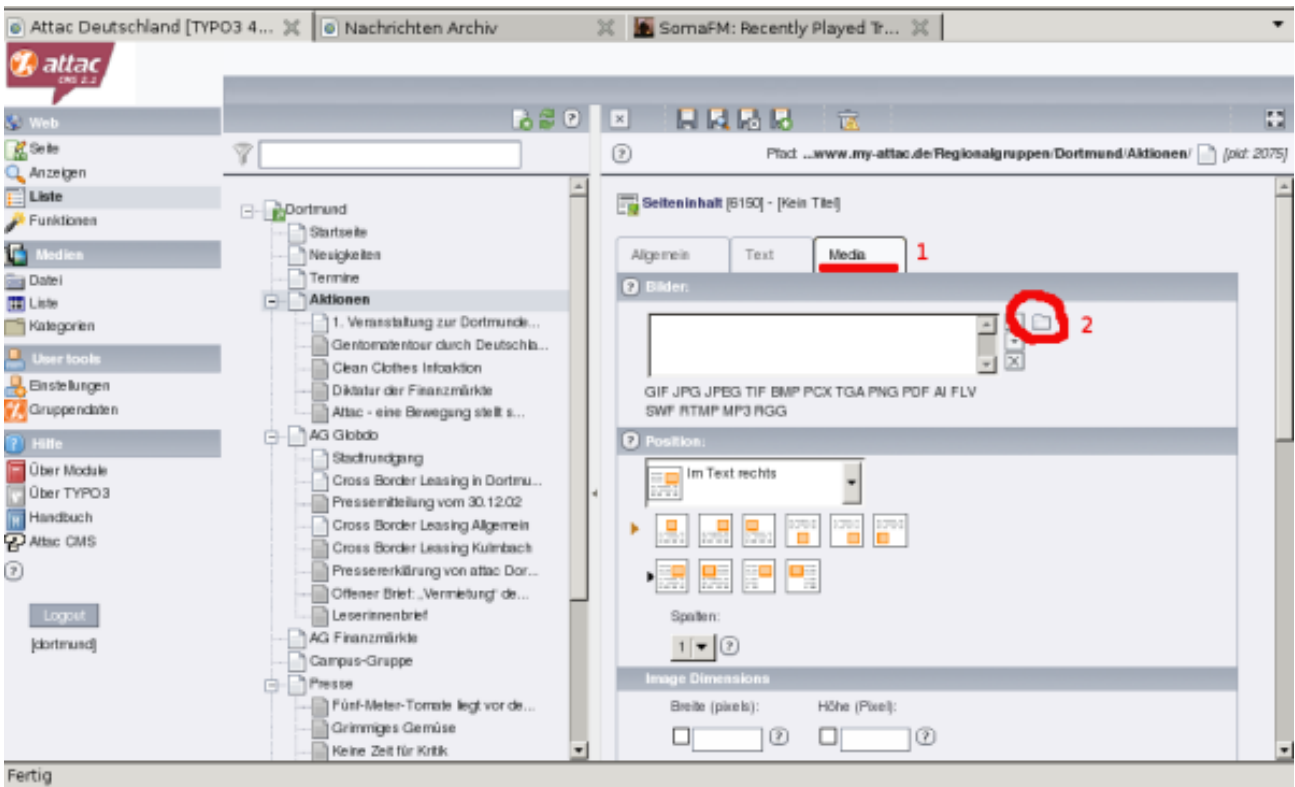 Attac Deutschland [TYPO3 4...
Nachrichten Archiv
SomaFM: Recently Played Tr...
attac
CMS 2.2
Web
Seite
Anzeigen
Liste
Funktionen
Medien
Datei
Liste
Kategorien
User tools
Einstellungen
Gruppendaten
Hilfe
Über Module
Über TYPO3
Handbuch
Attac CMS
Logout
[dortmund]
Dortmund
Startseite
Neuigkeiten
Termine
Aktionen
1. Veranstaltung zur Dortmunde...
Gentomatentour durch Deutschla...
Clean Clothes Infoaktion
Diktatur der Finanzmärkte
Attac - eine Bewegung stellt s...
AG Globdo
Stadtrundgang
Cross Border Leasing in Dortmu...
Pressemitteilung vom 30.12.02
Cross Border Leasing Allgemein
Cross Border Leasing Kulmbach
Pressererklärung von attac Dor...
Offener Brief: „Vermietung“ de...
Leserinnenbrief
AG Finanzmärkte
Campus-Gruppe
Presse
Fünf-Meter-Tomate liegt vor de...
Grimmiges Gemüse
Keine Zeit für Kritik
Pfad: ...www.my-attac.de/Regionalgruppen/Dortmund/Aktionen/ [pid: 2075]
Seiteninhalt [6150] - [Kein Titel]
Allgemein Text Media 1
Bilder:
2
GIF JPG JPEG TIF BMP PCX TGA PNG PDF AI FLV
SWF RTMP MP3 RGG
Position:
Im Text rechts
Spalten:
1
Image Dimensions
Breite (pixels): Höhe (Pixel):
Fertig